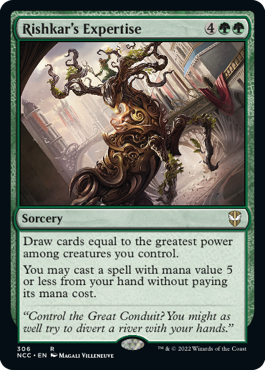 Rishkar's Expertise 4
Sorcery
Draw cards equal to the greatest power
among creatures you control.
You may cast a spell with mana value 5
or less from your hand without paying
its mana cost.
"Control the Great Conduit? You might as
well try to divert a river with your hands."
306 R
NCC • EN MAGALI VILLENEUVE
™ & © 2022 Wizards of the Coast